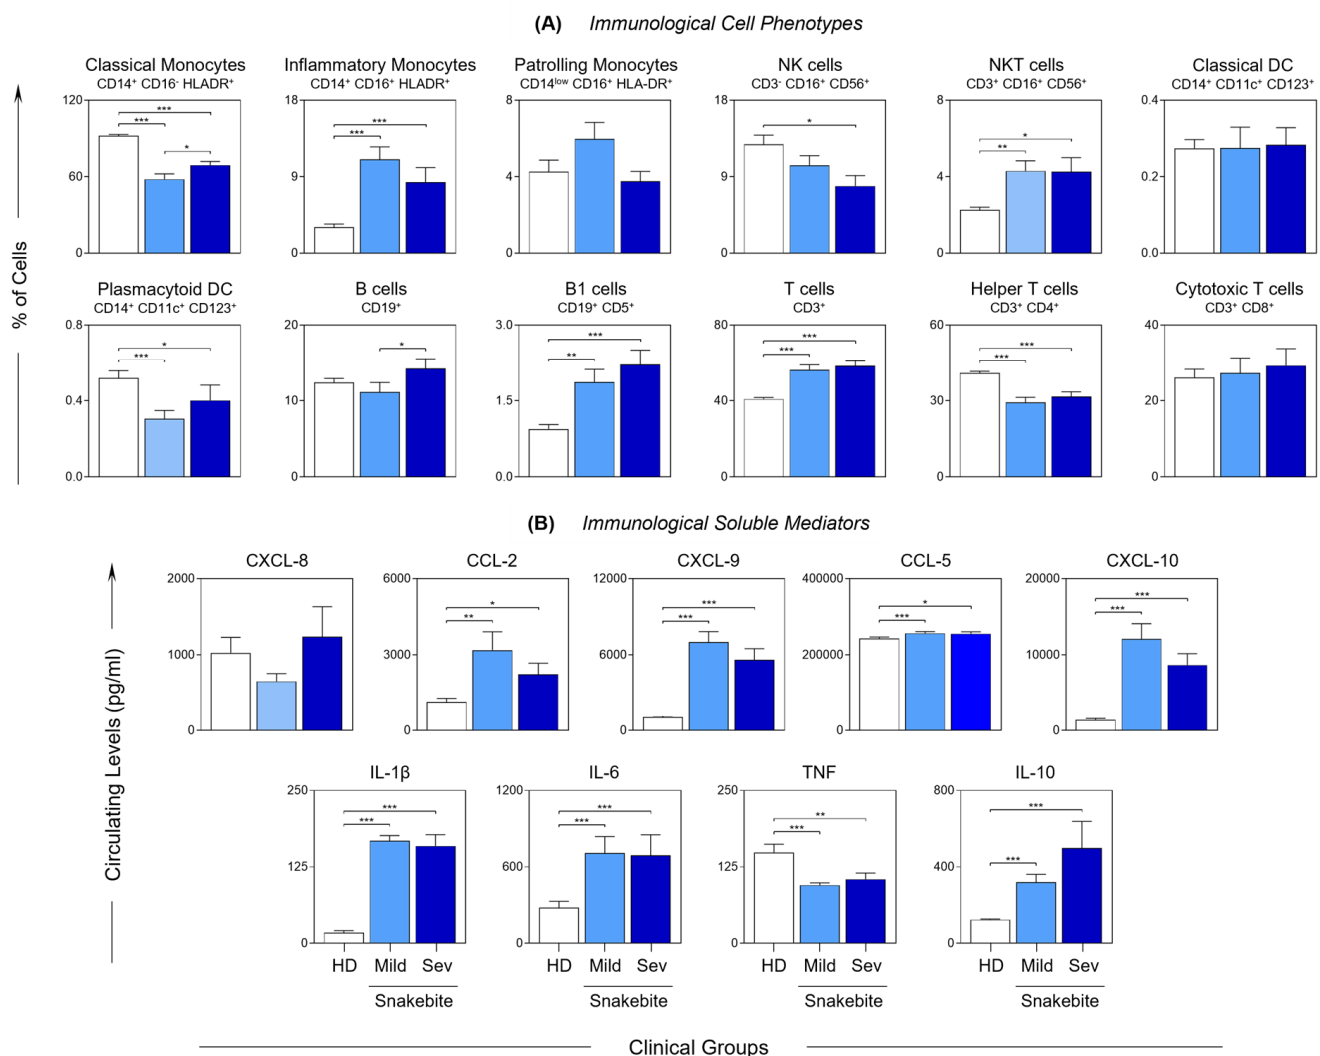 (A) Immunological Cell Phenotypes
Classical Monocytes
CD14⁺ CD16⁻ HLADR⁺
120
60
0
***
***
*
Inflammatory Monocytes
CD14⁺ CD16⁺ HLADR⁺
18
9
0
***
***
Patrolling Monocytes
CD14ˡᵒʷ CD16⁺ HLA-DR⁺
8
4
0
NK cells
CD3⁻ CD16⁺ CD56⁺
18
9
0
*
NKT cells
CD3⁺ CD16⁺ CD56⁺
8
4
0
*
**
Classical DC
CD14⁺ CD11c⁺ CD123⁺
0.4
0.2
0.0
% of Cells
Plasmacytoid DC
CD14⁺ CD11c⁺ CD123⁺
0.8
0.4
0.0
*
***
B cells
CD19⁺
20
10
0
*
B1 cells
CD19⁺ CD5⁺
3.0
1.5
0.0
***
**
T cells
CD3⁺
80
40
0
***
***
Helper T cells
CD3⁺ CD4⁺
60
30
0
***
***
Cytotoxic T cells
CD3⁺ CD8⁺
40
20
0
(B) Immunological Soluble Mediators
CXCL-8
2000
1000
0
CCL-2
6000
3000
0
*
**
CXCL-9
12000
6000
0
***
***
CCL-5
400000
200000
0
*
***
CXCL-10
20000
10000
0
***
***
Circulating Levels (pg/ml)
IL-1β
250
125
0
***
***
HD Mild Sev
Snakebite
IL-6
1200
600
0
***
***
HD Mild Sev
Snakebite
TNF
250
125
0
**
***
HD Mild Sev
Snakebite
IL-10
800
400
0
***
***
HD Mild Sev
Snakebite
Clinical Groups